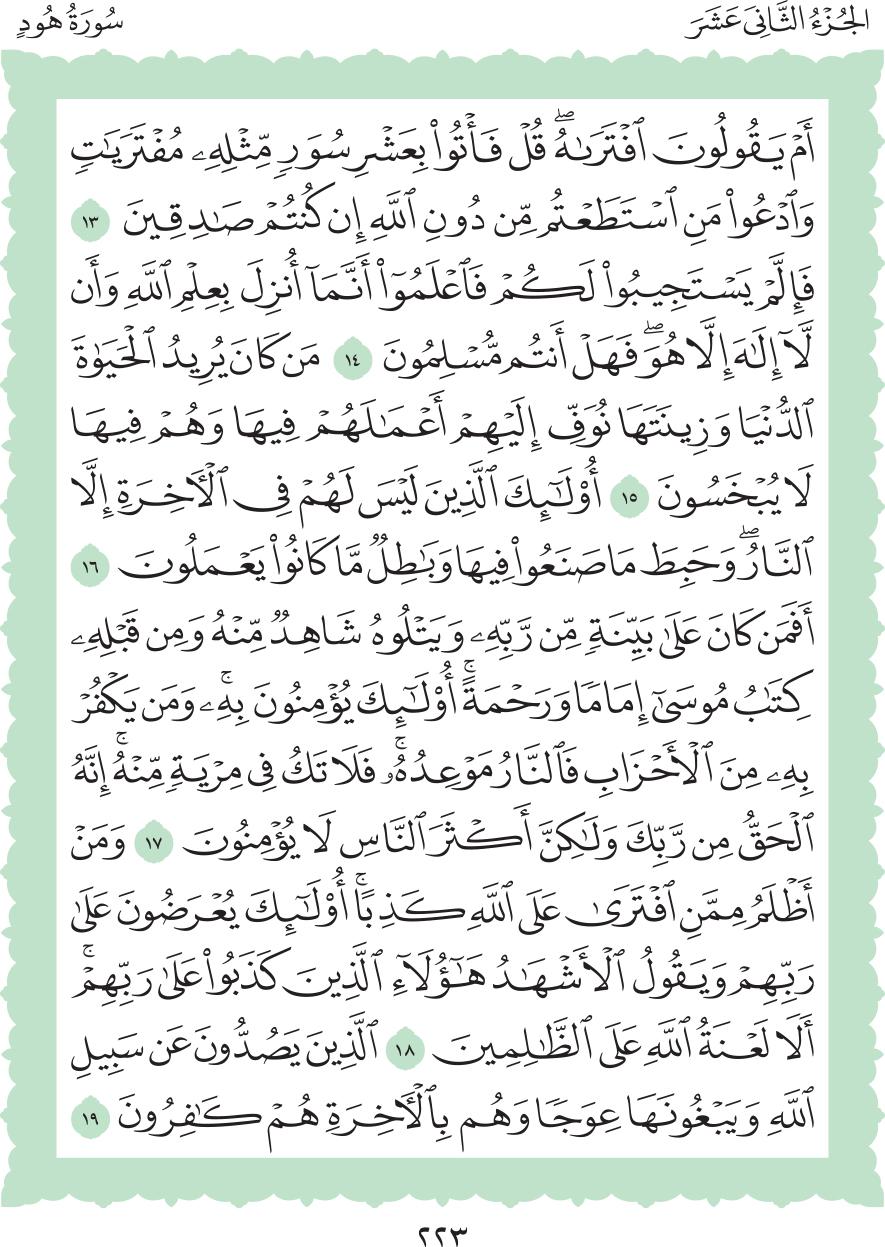 الجُزْءُ الثَّانِيَ عَشَرَ
سُورَةُ هُودٍ
أَمْ يَقُولُونَ ٱفْتَرَىٰهُۖ قُلْ فَأْتُوا۟ بِعَشْرِ سُوَرٍ مِّثْلِهِۦ مُفْتَرَيَٰتٍ
وَٱدْعُوا۟ مَنِ ٱسْتَطَعْتُم مِّن دُونِ ٱللَّهِ إِن كُنتُمْ صَٰدِقِينَ ١٣
فَإِلَّمْ يَسْتَجِيبُوا۟ لَكُمْ فَٱعْلَمُوٓا۟ أَنَّمَآ أُنزِلَ بِعِلْمِ ٱللَّهِ وَأَن
لَّآ إِلَٰهَ إِلَّا هُوَۖ فَهَلْ أَنتُم مُّسْلِمُونَ ١٤ مَن كَانَ يُرِيدُ ٱلْحَيَوٰةَ
ٱلدُّنْيَا وَزِينَتَهَا نُوَفِّ إِلَيْهِمْ أَعْمَٰلَهُمْ فِيهَا وَهُمْ فِيهَا
لَا يُبْخَسُونَ ١٥ أُو۟لَٰٓئِكَ ٱلَّذِينَ لَيْسَ لَهُمْ فِى ٱلْـَٔاخِرَةِ إِلَّا
ٱلنَّارُۖ وَحَبِطَ مَا صَنَعُوا۟ فِيهَا وَبَٰطِلٌ مَّا كَانُوا۟ يَعْمَلُونَ ١٦
أَفَمَن كَانَ عَلَىٰ بَيِّنَةٍ مِّن رَّبِّهِۦ وَيَتْلُوهُ شَاهِدٌ مِّنْهُ وَمِن قَبْلِهِۦ
كِتَٰبُ مُوسَىٰٓ إِمَامًا وَرَحْمَةًۚ أُو۟لَٰٓئِكَ يُؤْمِنُونَ بِهِۦۚ وَمَن يَكْفُرْ
بِهِۦ مِنَ ٱلْأَحْزَابِ فَٱلنَّارُ مَوْعِدُهُۥۚ فَلَا تَكُ فِى مِرْيَةٍ مِّنْهُۚ إِنَّهُ
ٱلْحَقُّ مِن رَّبِّكَ وَلَٰكِنَّ أَكْثَرَ ٱلنَّاسِ لَا يُؤْمِنُونَ ١٧ وَمَنْ
أَظْلَمُ مِمَّنِ ٱفْتَرَىٰ عَلَى ٱللَّهِ كَذِبًاۚ أُو۟لَٰٓئِكَ يُعْرَضُونَ عَلَىٰ
رَبِّهِمْ وَيَقُولُ ٱلْأَشْهَٰدُ هَٰٓؤُلَآءِ ٱلَّذِينَ كَذَبُوا۟ عَلَىٰ رَبِّهِمْۚ
أَلَا لَعْنَةُ ٱللَّهِ عَلَى ٱلظَّٰلِمِينَ ١٨ ٱلَّذِينَ يَصُدُّونَ عَن سَبِيلِ
ٱللَّهِ وَيَبْغُونَهَا عِوَجًا وَهُم بِٱلْـَٔاخِرَةِ هُمْ كَٰفِرُونَ ١٩
٢٢٣